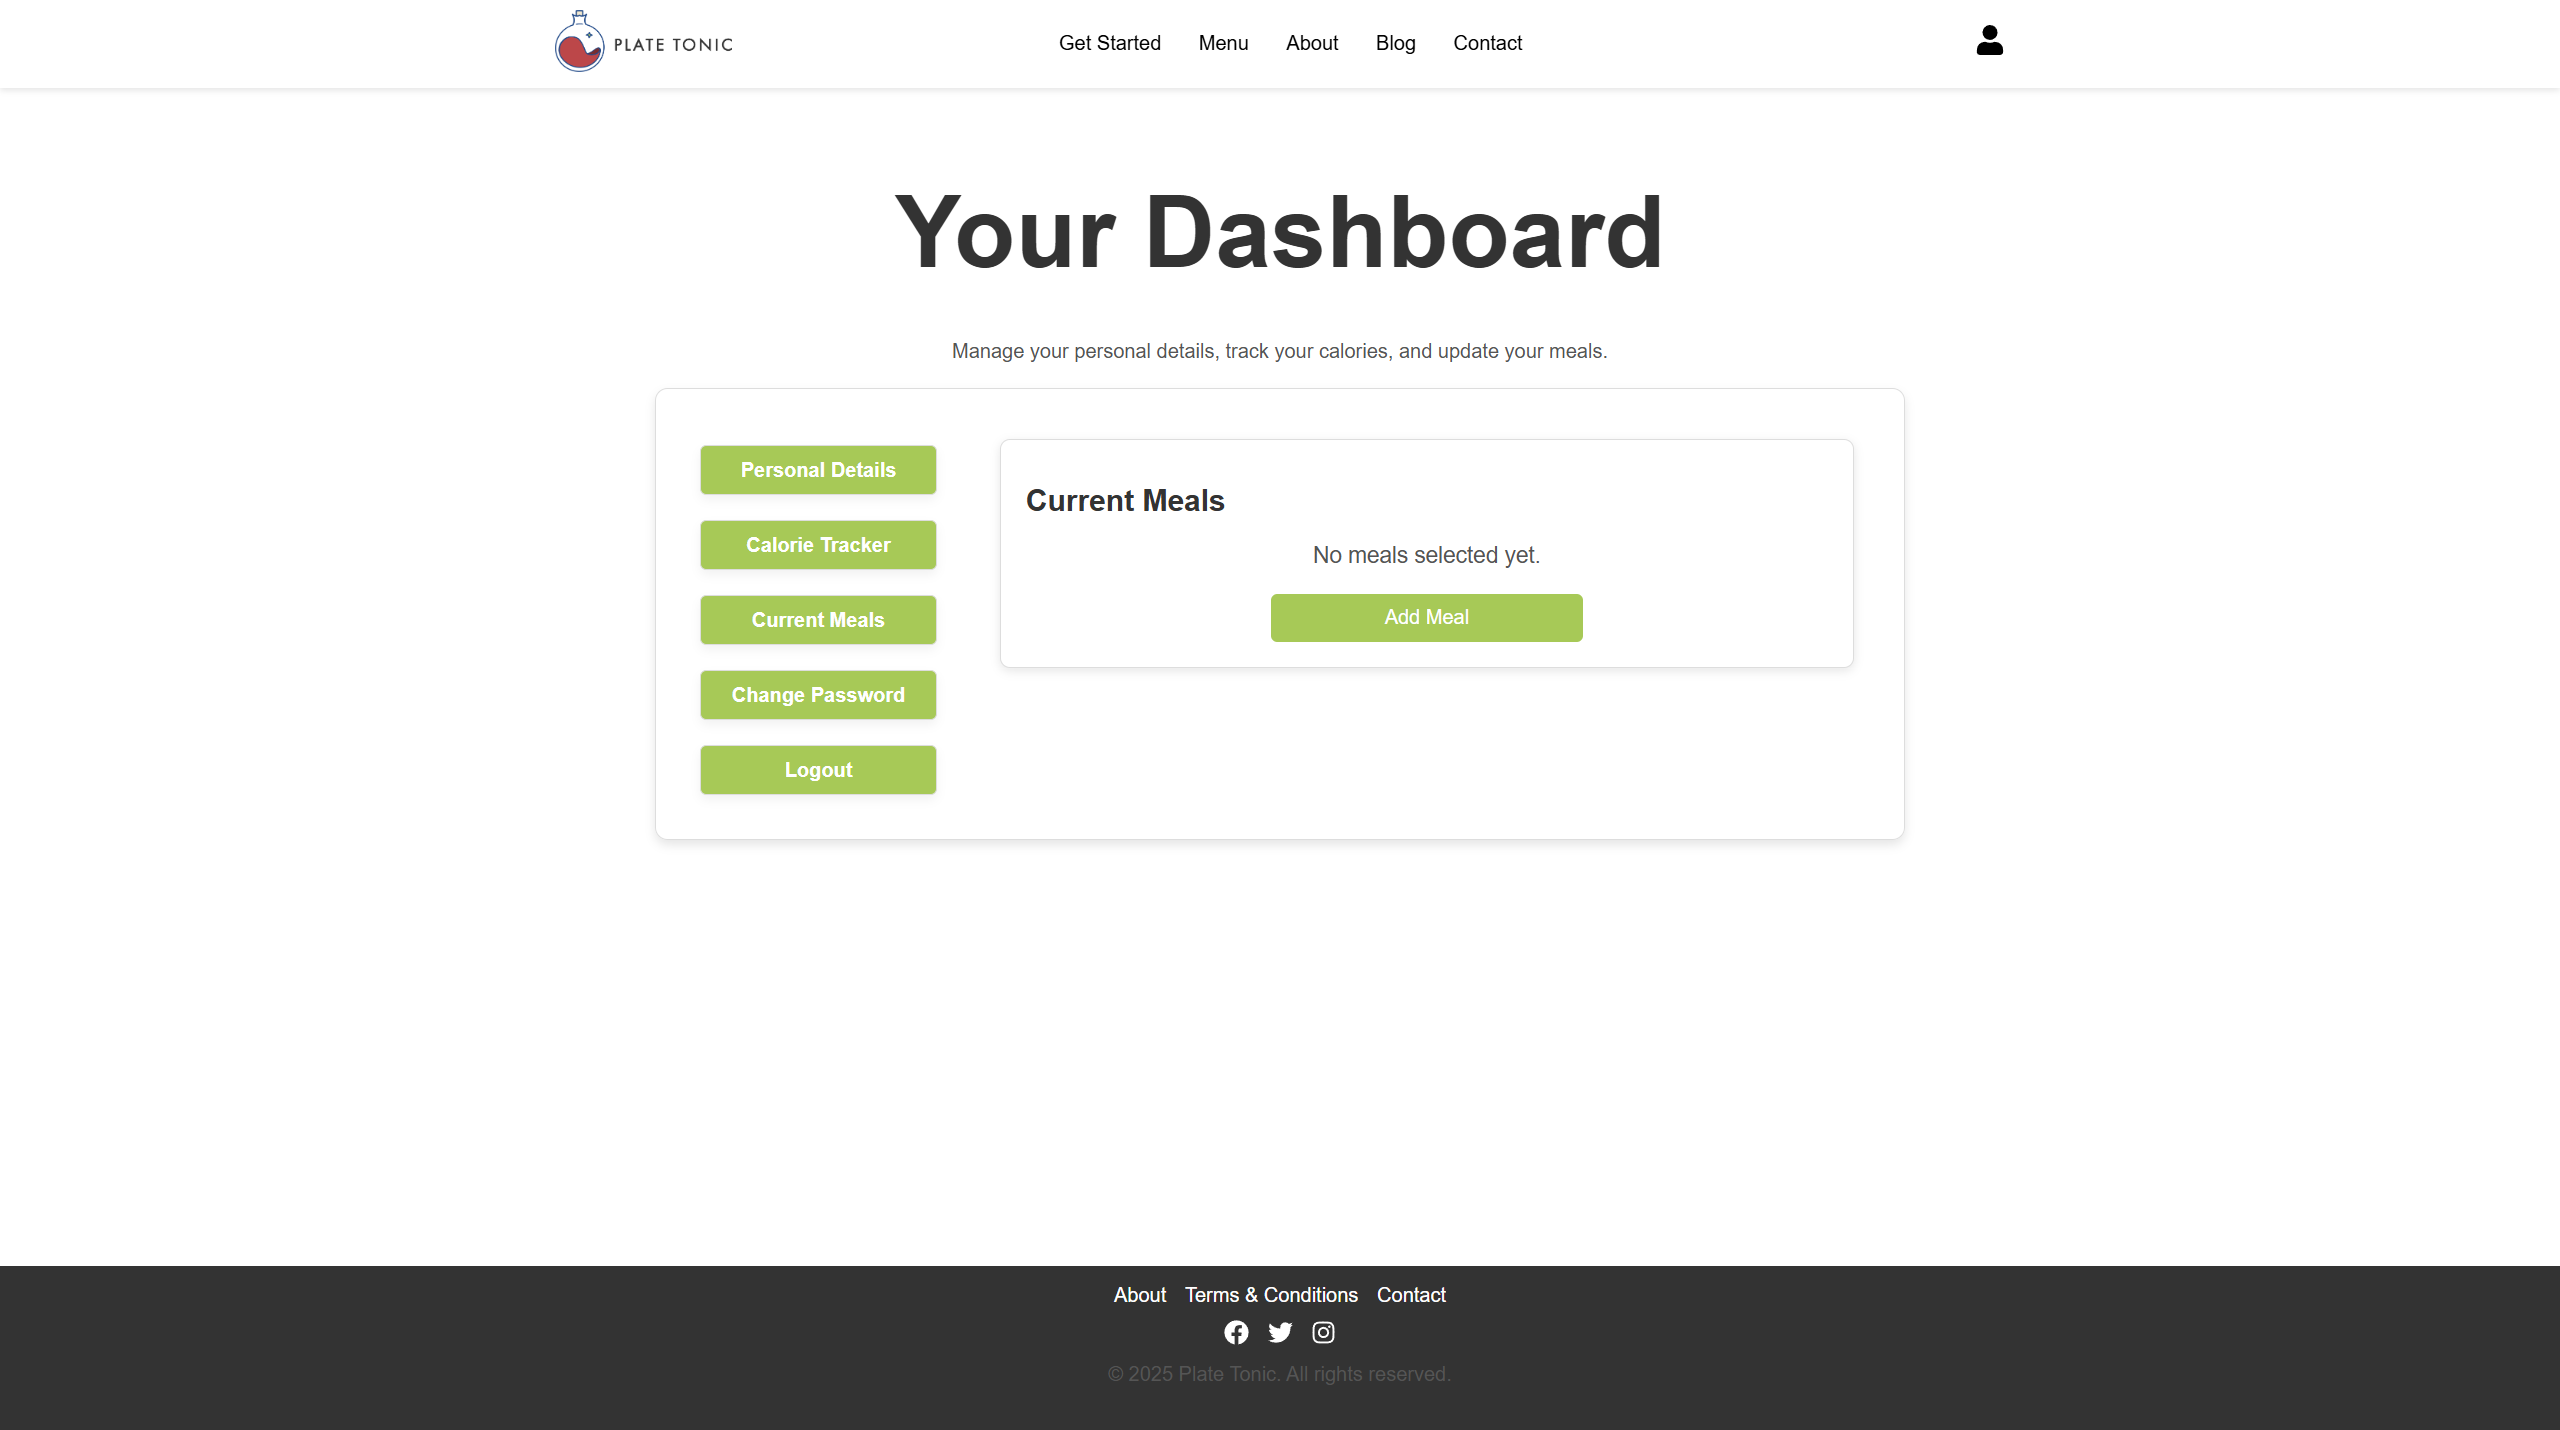 PLATE TONIC
Get Started Menu About Blog Contact
Your Dashboard
Manage your personal details, track your calories, and update your meals.
Personal Details
Calorie Tracker
Current Meals
Change Password
Logout
Current Meals
No meals selected yet.
Add Meal
About Terms & Conditions Contact
© 2025 Plate Tonic. All rights reserved.